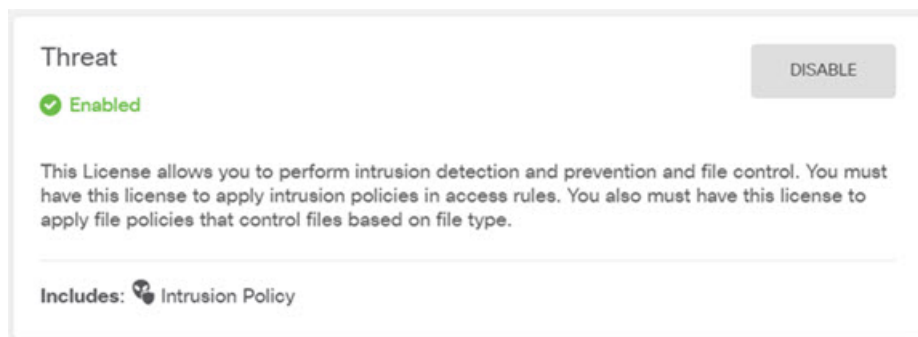 Threat
DISABLE
Enabled
This License allows you to perform intrusion detection and prevention and file control. You must
have this license to apply intrusion policies in access rules. You also must have this license to
apply file policies that control files based on file type.
Includes: Intrusion Policy